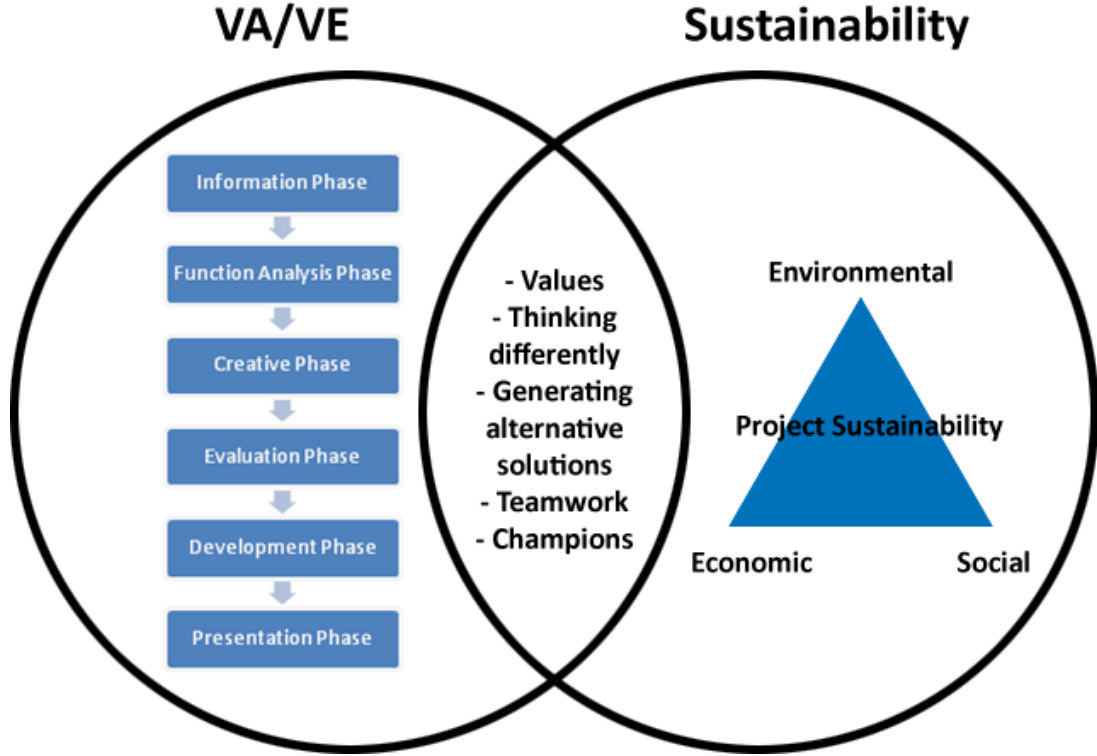 VA/VE
Sustainability
Information Phase
Function Analysis Phase
Creative Phase
Evaluation Phase
Development Phase
Presentation Phase
- Values
- Thinking
differently
- Generating
alternative
solutions
- Teamwork
- Champions
Environmental
Project Sustainability
Economic
Social